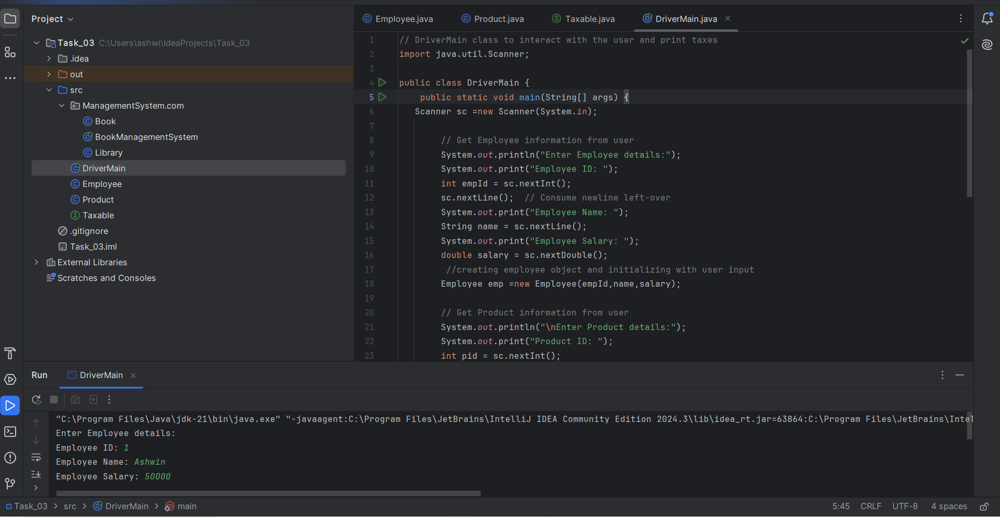 Project
Task_03 C:\Users\ashwi\IdeaProjects\Task_03
.idea
out
src
ManagementSystem.com
Book
BookManagementSystem
Library
DriverMain
Employee
Product
Taxable
.gitignore
Task_03.iml
External Libraries
Scratches and Consoles
Employee.java Product.java Taxable.java DriverMain.java
1 // DriverMain class to interact with the user and print taxes
2 import java.util.Scanner;
3
4 public class DriverMain {
5 public static void main(String[] args) {
6 Scanner sc =new Scanner(System.in);
7
8 // Get Employee information from user
9 System.out.println("Enter Employee details:");
10 System.out.print("Employee ID: ");
11 int empId = sc.nextInt();
12 sc.nextLine(); // Consume newline left-over
13 System.out.print("Employee Name: ");
14 String name = sc.nextLine();
15 System.out.print("Employee Salary: ");
16 double salary = sc.nextDouble();
17 //creating employee object and initializing with user input
18 Employee emp =new Employee(empId,name,salary);
19
20 // Get Product information from user
21 System.out.println("\nEnter Product details:");
22 System.out.print("Product ID: ");
23 int pid = sc.nextInt();
Run DriverMain
"C:\Program Files\Java\jdk-21\bin\java.exe" "-javaagent:C:\Program Files\JetBrains\IntelliJ IDEA Community Edition 2024.3\lib\idea_rt.jar=63864:C:\Program Files\JetBrains\Intel
Enter Employee details:
Employee ID: 1
Employee Name: Ashwin
Employee Salary: 50000
Task_03 src DriverMain main 5:45 CRLF UTF-8 4 spaces